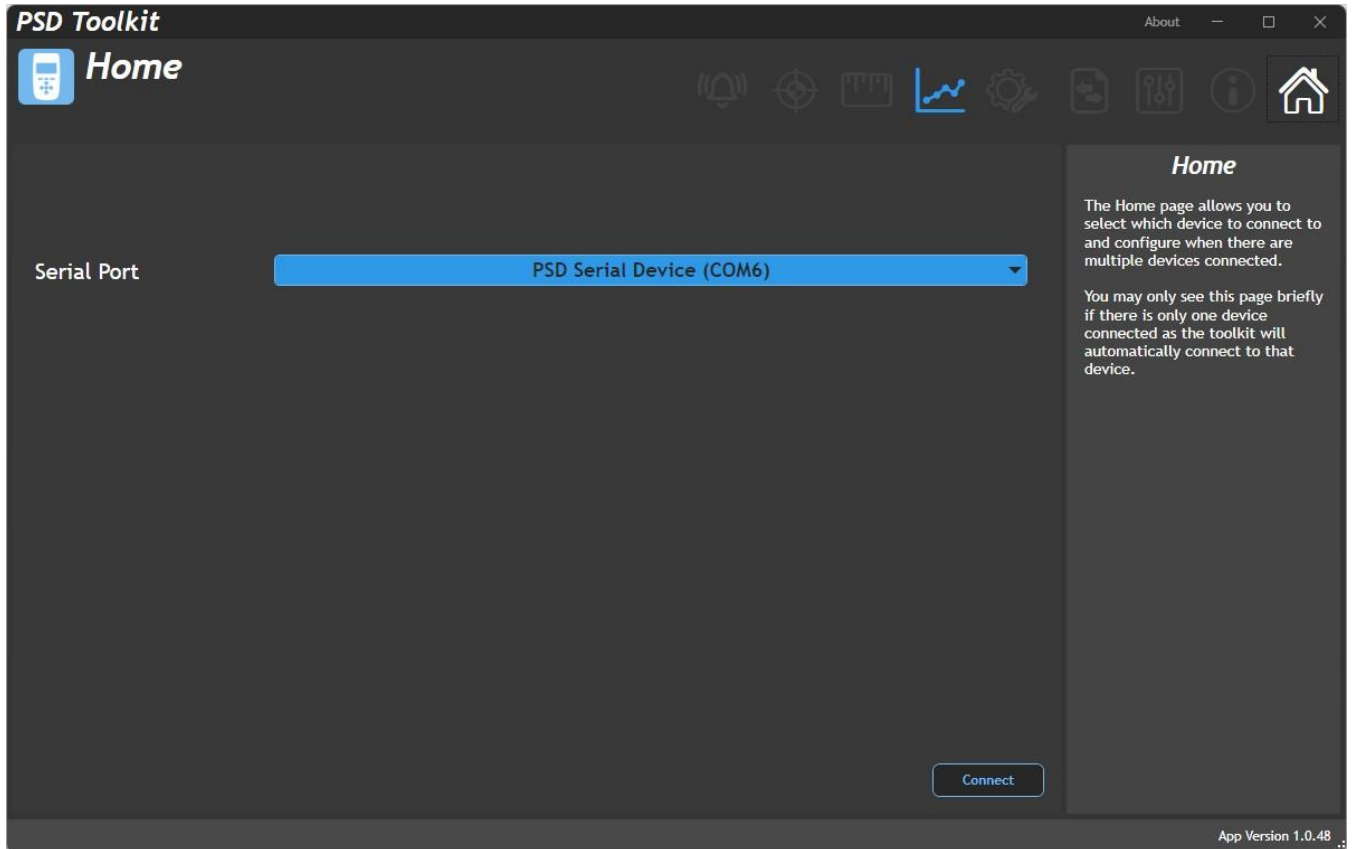 PSD Toolkit
About
Home
Home
The Home page allows you to
select which device to connect to
and configure when there are
multiple devices connected.
You may only see this page briefly
if there is only one device
connected as the toolkit will
automatically connect to that
device.
Serial Port
PSD Serial Device (COM6)
Connect
App Version 1.0.48